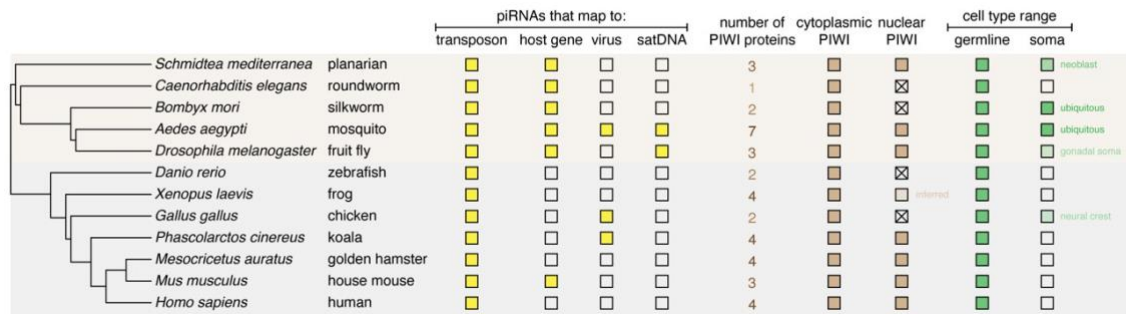 piRNAs that map to: number of cytoplasmic nuclear cell type range
transposon host gene virus satDNA PIWI proteins PIWI PIWI germline soma
Schmidtea mediterranea planarian 3 neoblast
Caenorhabditis elegans roundworm 1
Bombyx mori silkworm 2 ubiquitous
Aedes aegypti mosquito 7 ubiquitous
Drosophila melanogaster fruit fly 3 gonadal soma
Danio rerio zebrafish 2
Xenopus laevis frog 4 inferred
Gallus gallus chicken 2 neural crest
Phascolarctos cinereus koala 4
Mesocricetus auratus golden hamster 4
Mus musculus house mouse 3
Homo sapiens human 4